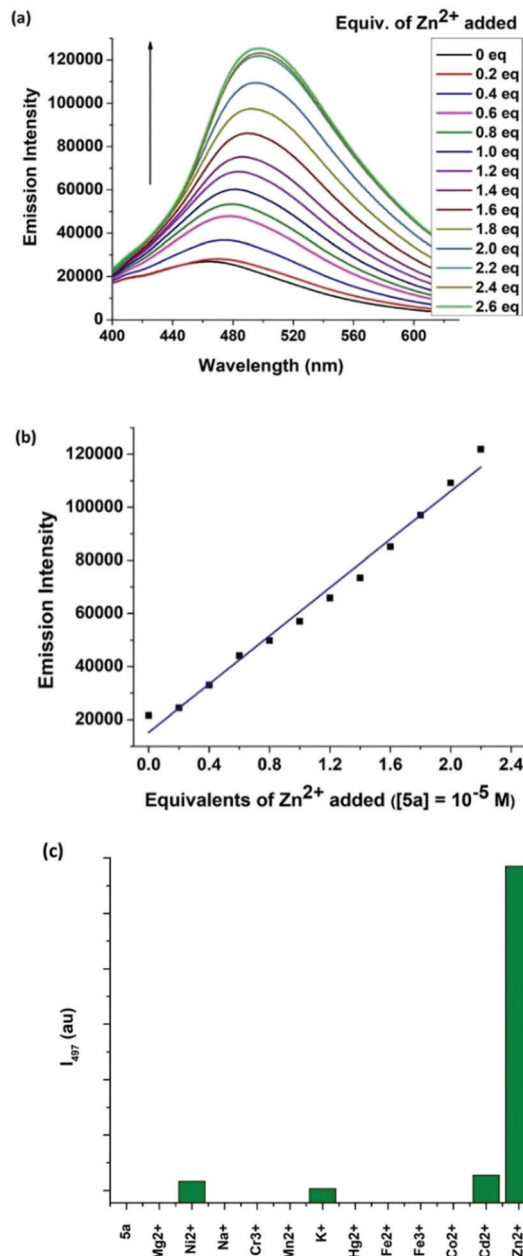 (a)
Equiv. of Zn2+ added
0 eq
0.2 eq
0.4 eq
0.6 eq
0.8 eq
1.0 eq
1.2 eq
1.4 eq
1.6 eq
1.8 eq
2.0 eq
2.2 eq
2.4 eq
2.6 eq
Emission Intensity
120000
100000
80000
60000
40000
20000
0
400 440 480 520 560 600
Wavelength (nm)
(b)
Emission Intensity
120000
100000
80000
60000
40000
20000
0.0 0.4 0.8 1.2 1.6 2.0 2.4
Equivalents of Zn2+ added ([5a] = 10-5 M)
(c)
I497 (au)
5a Mg2+ Ni2+ Na+ Cr3+ Mn2+ K+ Hg2+ Fe2+ Fe3+ Co2+ Cd2+ Zn2+